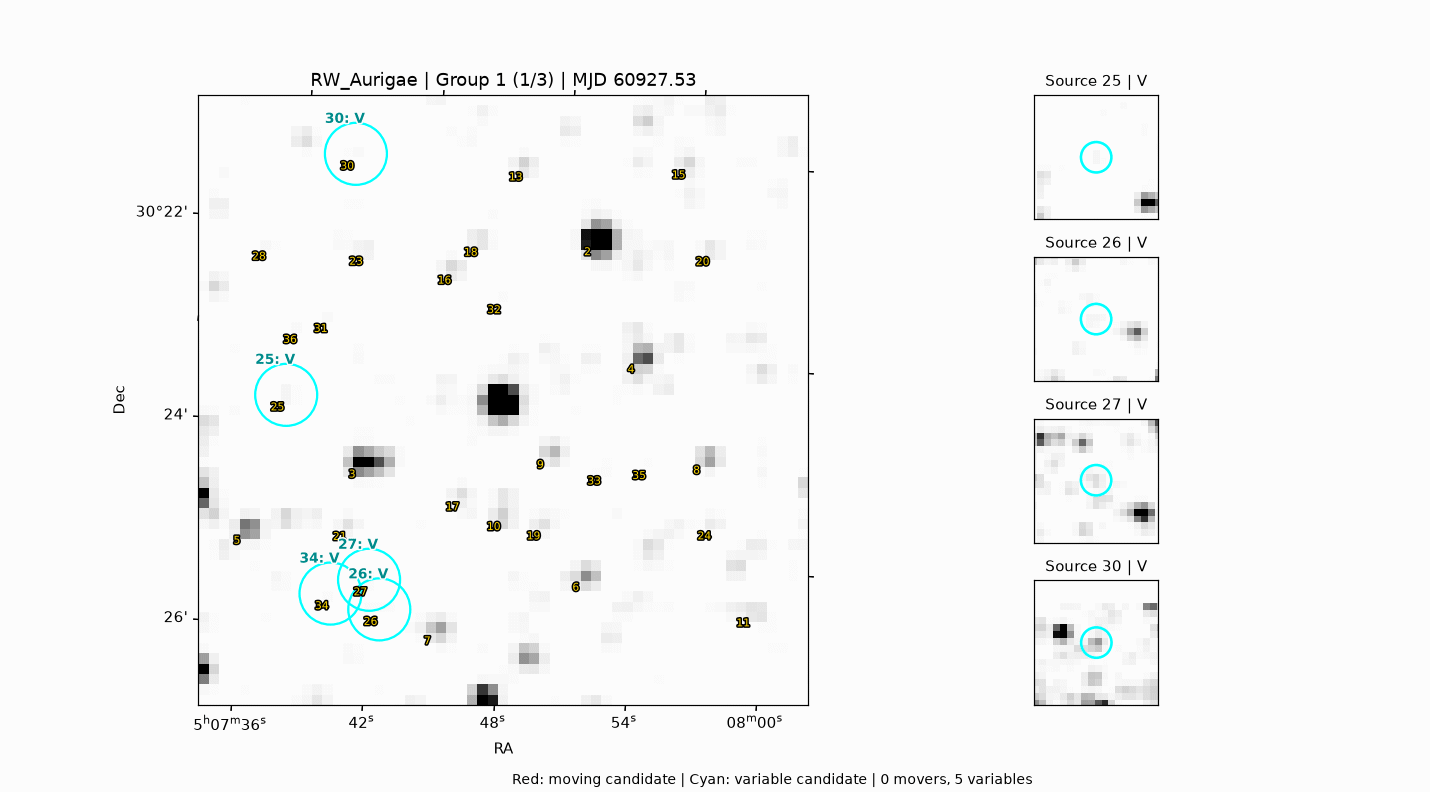 RW_Aurigae | Group 1 (1/3) | MJD 60927.53
Source 25 | V
30: V
30
13
15
30°22'
28
23
18
2
20
16
Source 26 | V
32
31
36
25: V
4
25
Dec
24'
Source 27 | V
3
9
33
35
8
17
10
19
24
5
21
27: V
34: V
26: V
Source 30 | V
27
34
26
6
11
7
26'
5ʰ07ᵐ36ˢ
42ˢ
48ˢ
54ˢ
08ᵐ00ˢ
RA
Red: moving candidate | Cyan: variable candidate | 0 movers, 5 variables